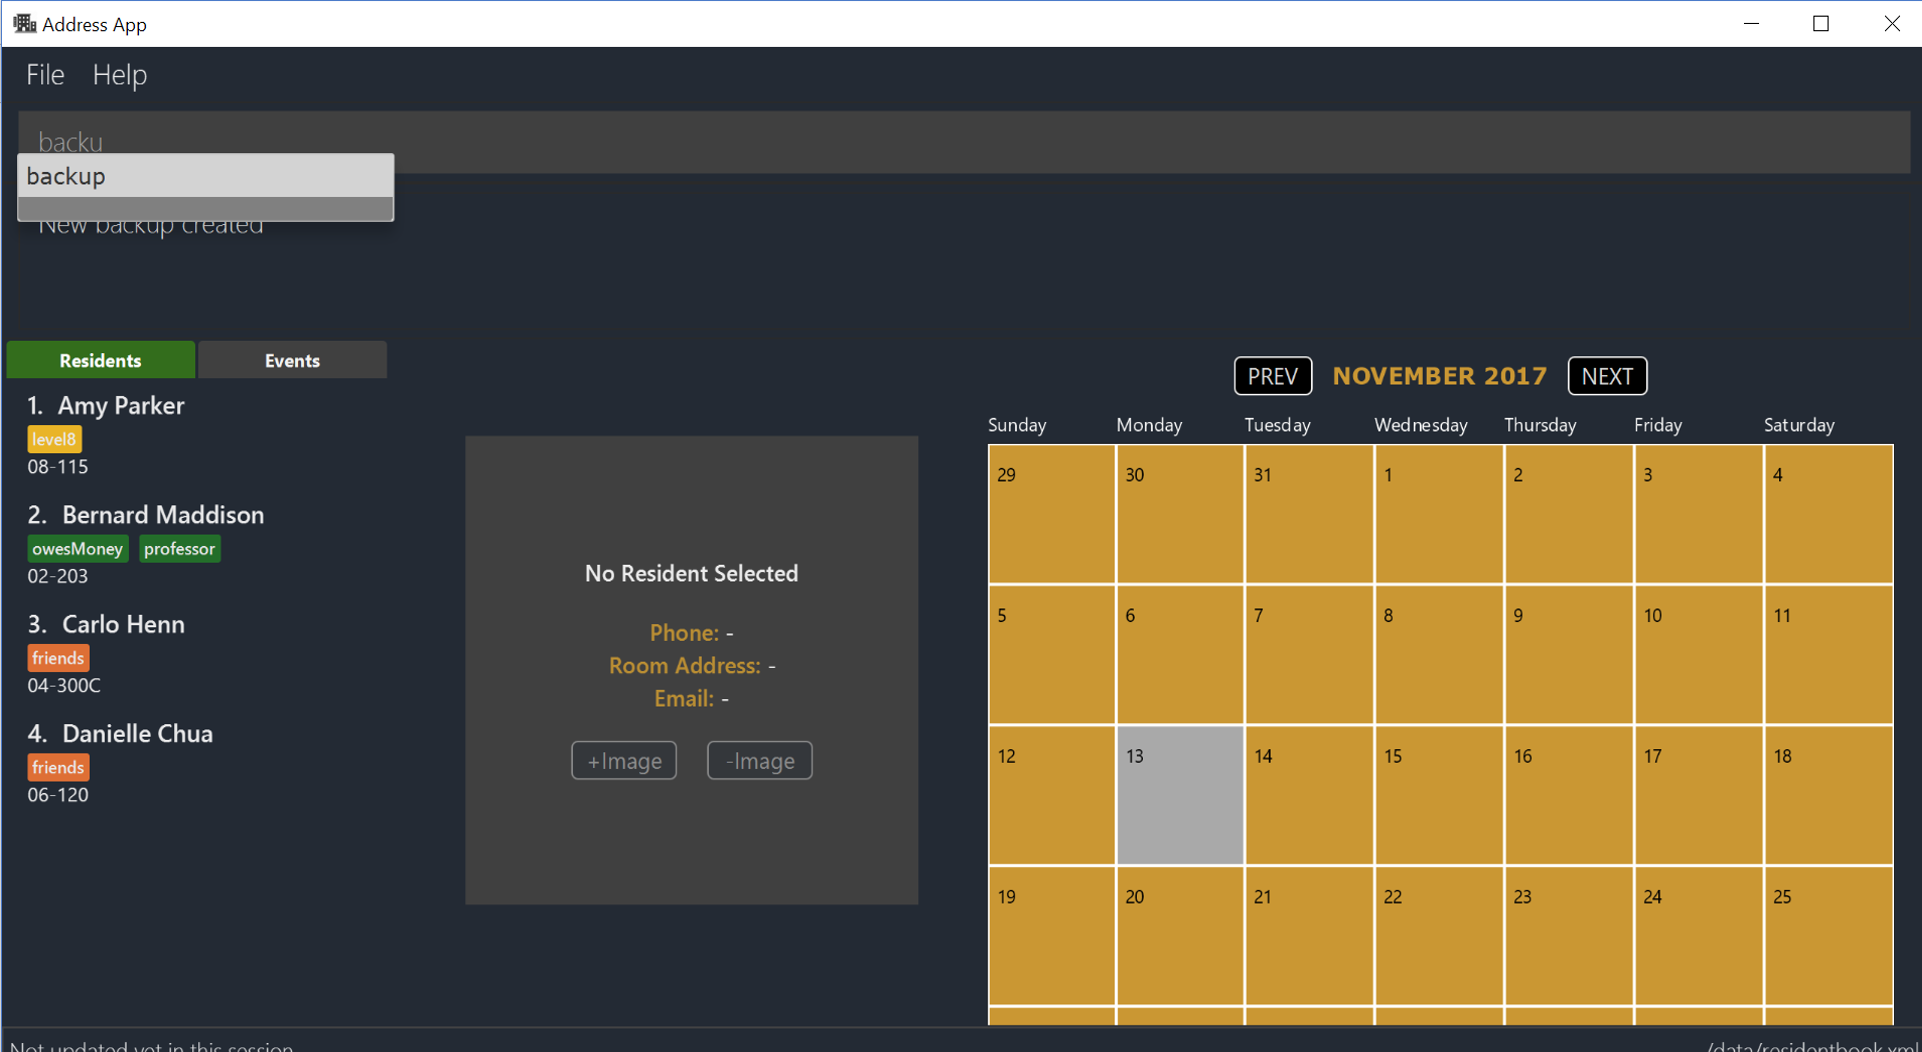 Address App
File Help
backu
backup
New backup created
Residents Events
1. Amy Parker
level8
08-115
2. Bernard Maddison
owesMoney professor
02-203
3. Carlo Henn
friends
04-300C
4. Danielle Chua
friends
06-120
No Resident Selected
Phone: -
Room Address: -
Email: -
+Image -Image
PREV NOVEMBER 2017 NEXT
Sunday Monday Tuesday Wednesday Thursday Friday Saturday
29 30 31 1 2 3 4
5 6 7 8 9 10 11
12 13 14 15 16 17 18
19 20 21 22 23 24 25
Not updated yet in this session
/data/residentbook.xml